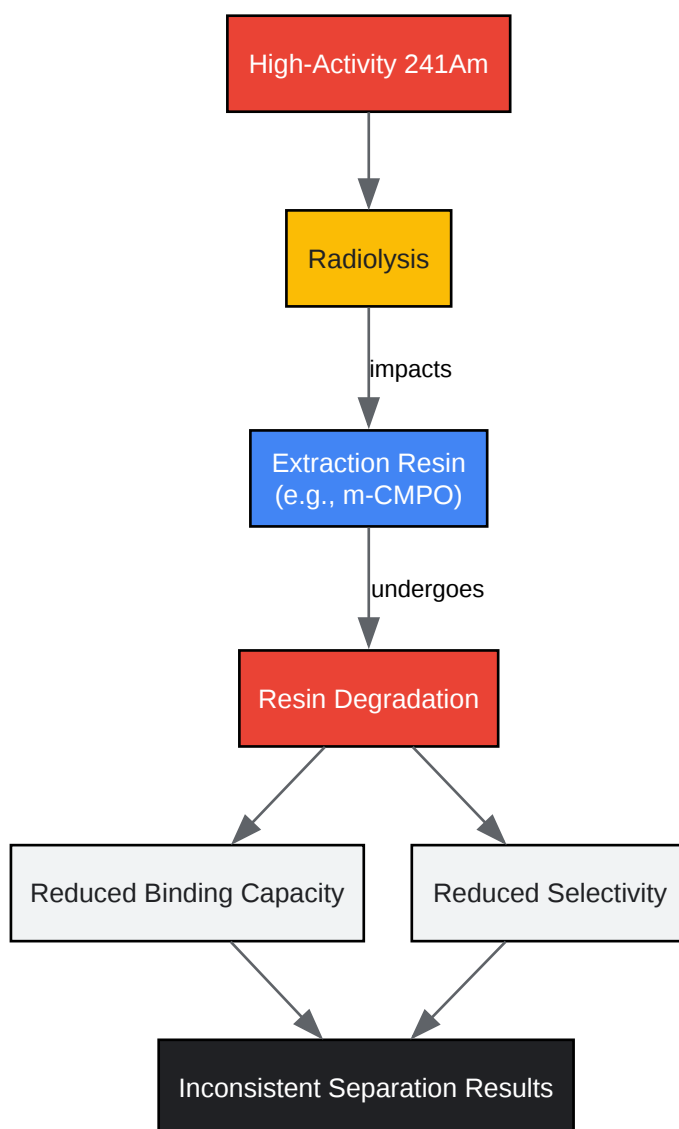 High-Activity 241Am
Radiolysis
impacts
Extraction Resin
(e.g., m-CMPO)
undergoes
Resin Degradation
Reduced Binding Capacity
Reduced Selectivity
Inconsistent Separation Results